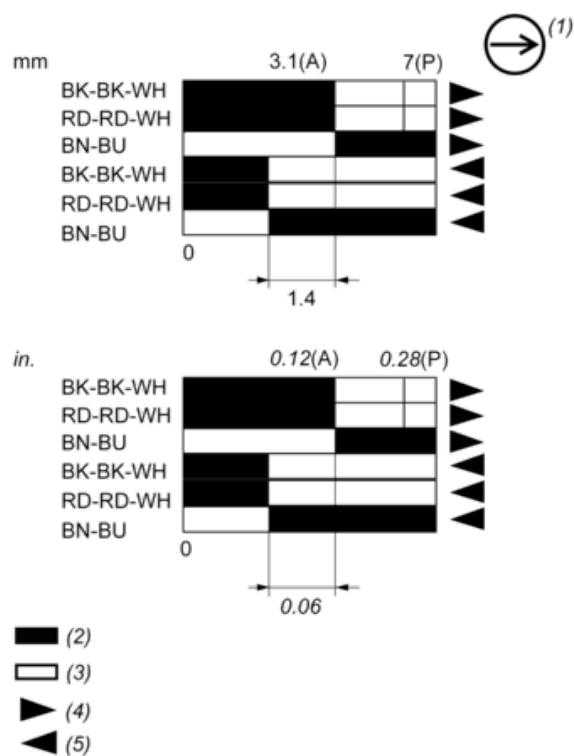 (1)
mm 3.1(A) 7(P)
BK-BK-WH
RD-RD-WH
BN-BU
BK-BK-WH
RD-RD-WH
BN-BU
0
1.4
in. 0.12(A) 0.28(P)
BK-BK-WH
RD-RD-WH
BN-BU
BK-BK-WH
RD-RD-WH
BN-BU
0
0.06
(2)
(3)
(4)
(5)